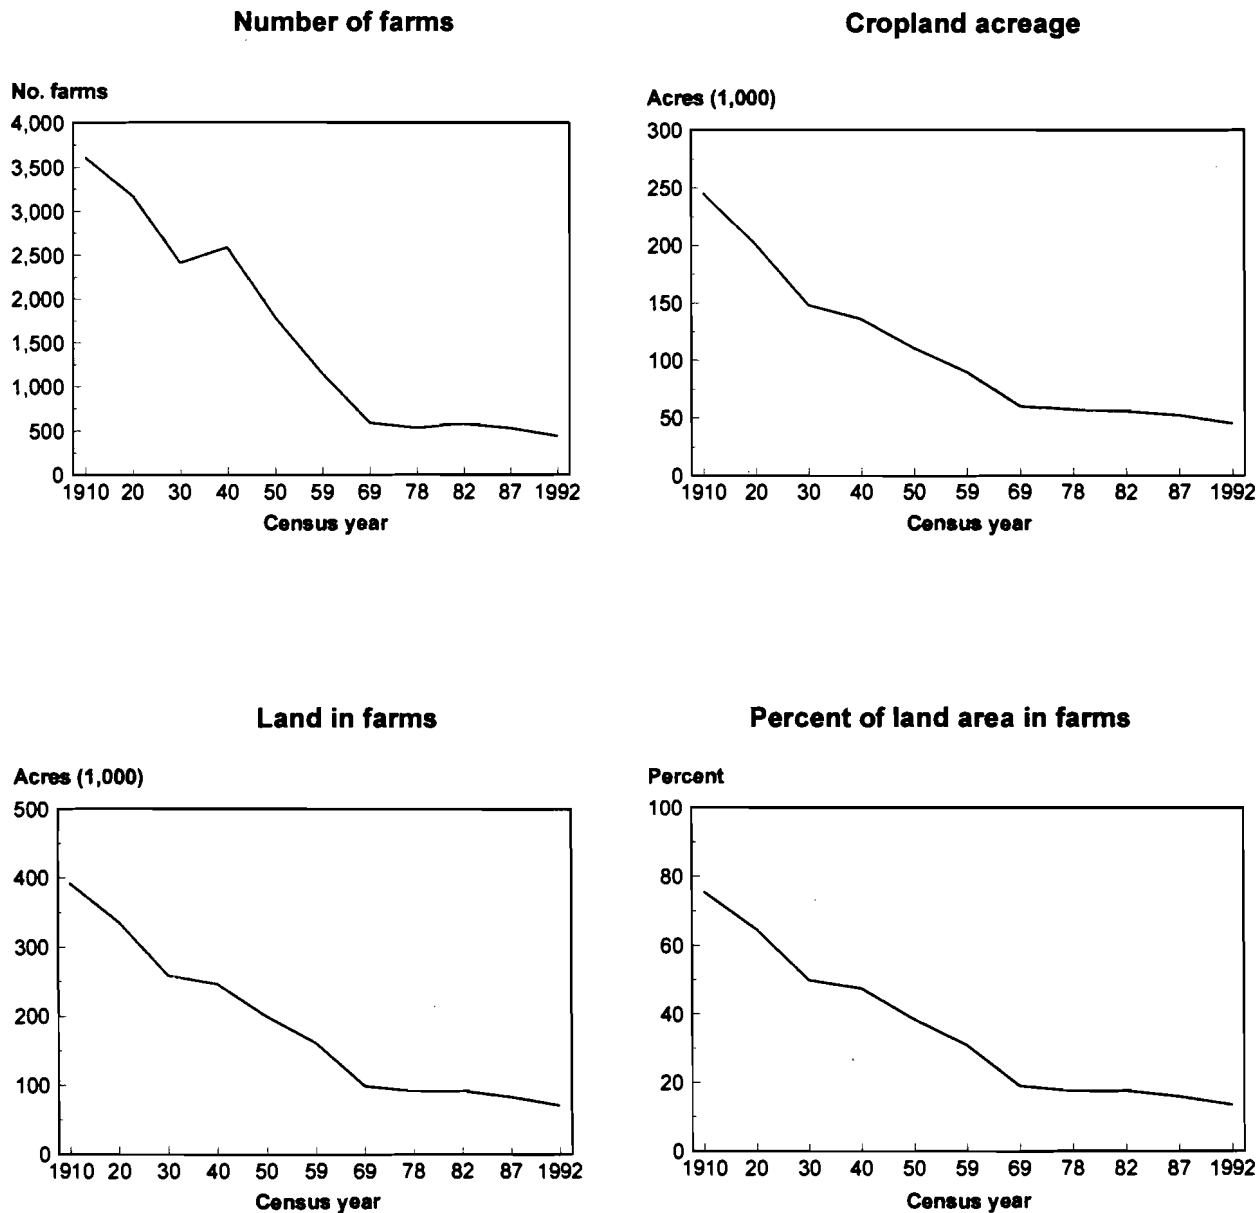 Number of farms
No. farms
4,000
3,500
3,000
2,500
2,000
1,500
1,000
500
0
1910 20 30 40 50 59 69 78 82 87 1992
Census year
Cropland acreage
Acres (1,000)
300
250
200
150
100
50
0
1910 20 30 40 50 59 69 78 82 87 1992
Census year
Land in farms
Acres (1,000)
500
400
300
200
100
0
1910 20 30 40 50 59 69 78 82 87 1992
Census year
Percent of land area in farms
Percent
100
80
60
40
20
0
1910 20 30 40 50 59 69 78 82 87 1992
Census year